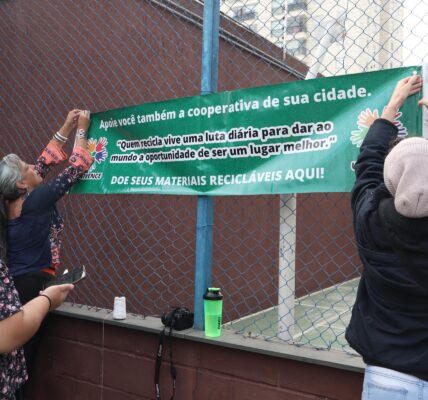 Apoie você também a cooperativa de sua cidade.
"Quem recicla vive uma luta diária para dar ao
mundo a oportunidade de ser um lugar melhor."
DOE SEUS MATERIAIS RECICLÁVEIS AQUI!